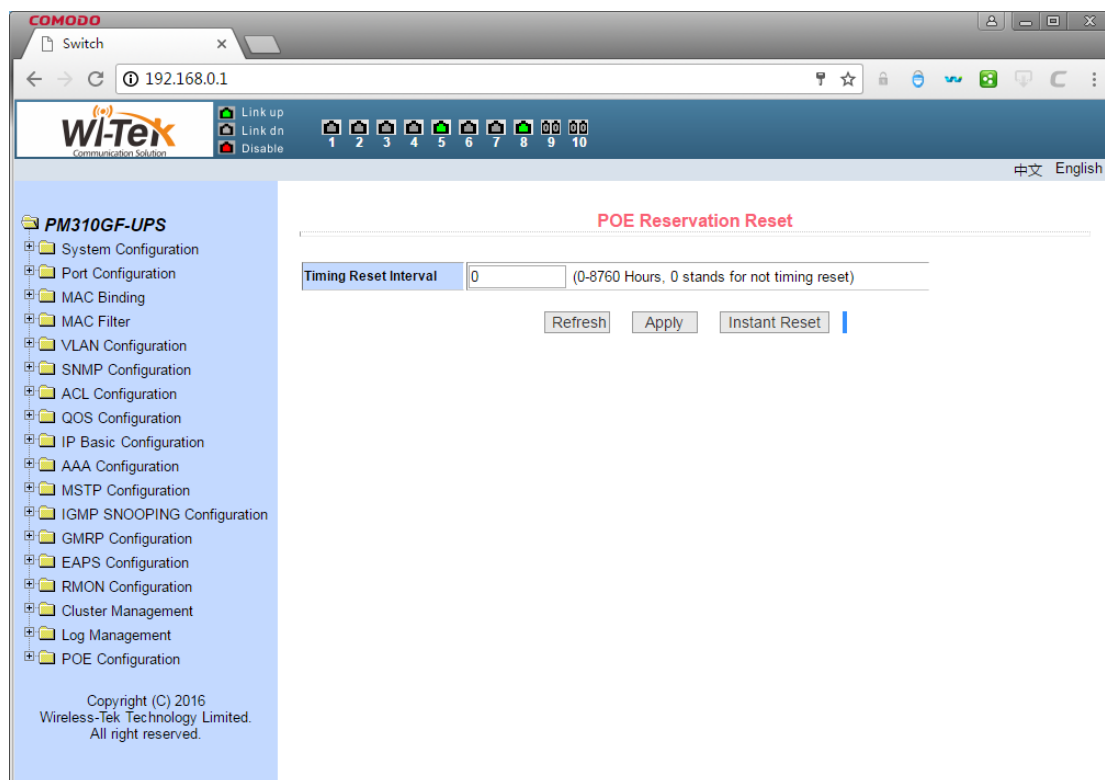 COMODO
Switch
192.168.0.1
Wi-Tek
Communication Solution
Link up
Link dn
Disable
1 2 3 4 5 6 7 8 9 10
中文 English
PM310GF-UPS
System Configuration
Port Configuration
MAC Binding
MAC Filter
VLAN Configuration
SNMP Configuration
ACL Configuration
QOS Configuration
IP Basic Configuration
AAA Configuration
MSTP Configuration
IGMP SNOOPING Configuration
GMRP Configuration
EAPS Configuration
RMON Configuration
Cluster Management
Log Management
POE Configuration
Copyright (C) 2016
Wireless-Tek Technology Limited.
All right reserved.
POE Reservation Reset
Timing Reset Interval 0 (0-8760 Hours, 0 stands for not timing reset)
Refresh Apply Instant Reset